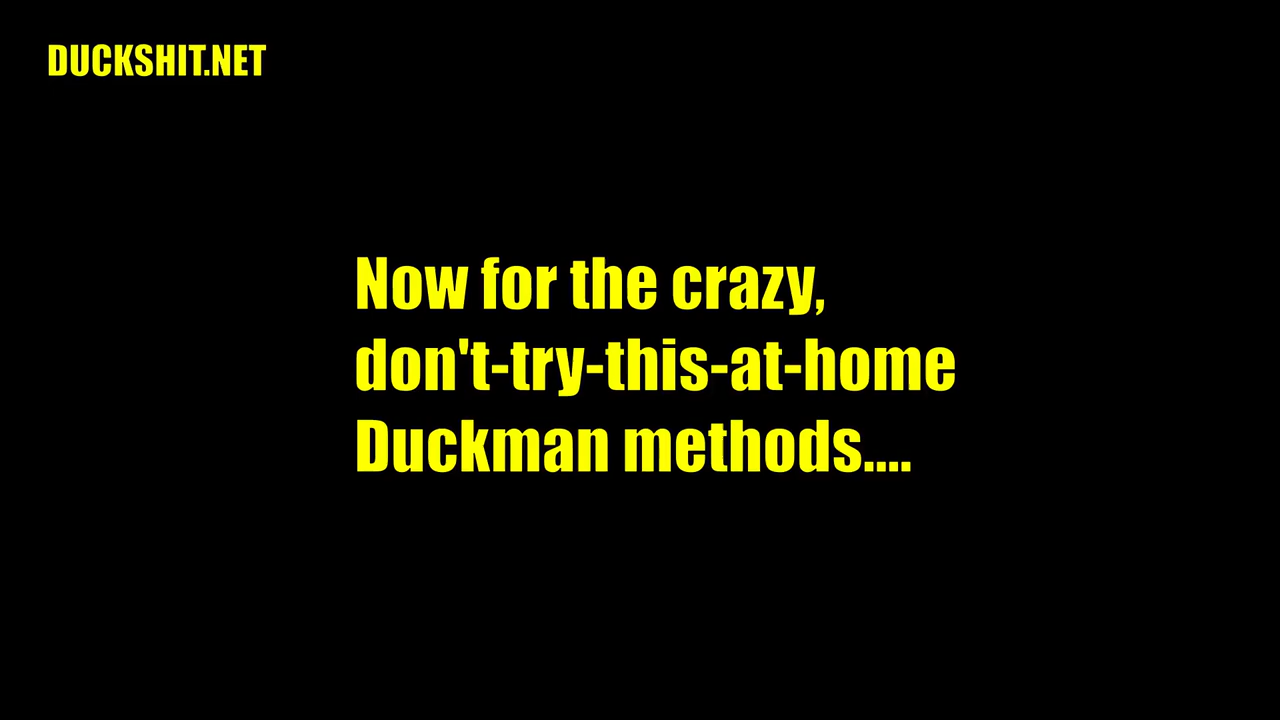 DUCKSHIT.NET
Now for the crazy,
don't-try-this-at-home
Duckman methods....